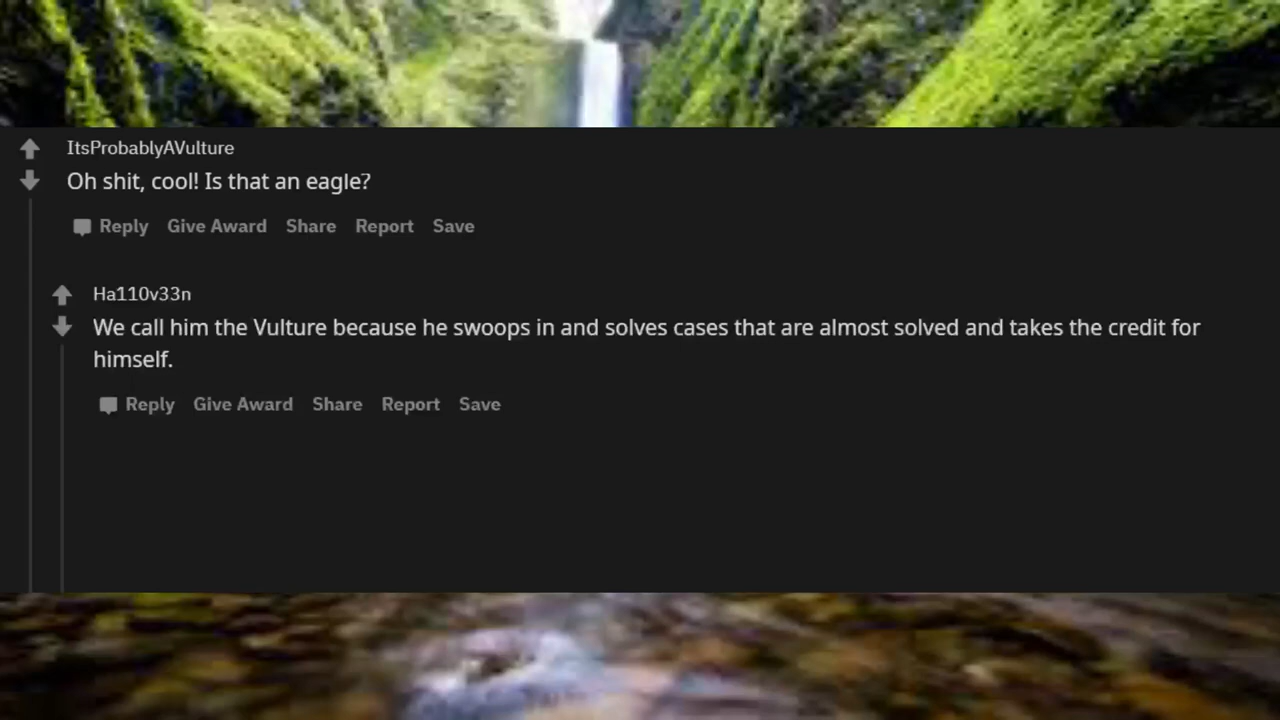 ItsProbablyAVulture
Oh shit, cool! Is that an eagle?
Reply Give Award Share Report Save
Ha110v33n
We call him the Vulture because he swoops in and solves cases that are almost solved and takes the credit for
himself.
Reply Give Award Share Report Save